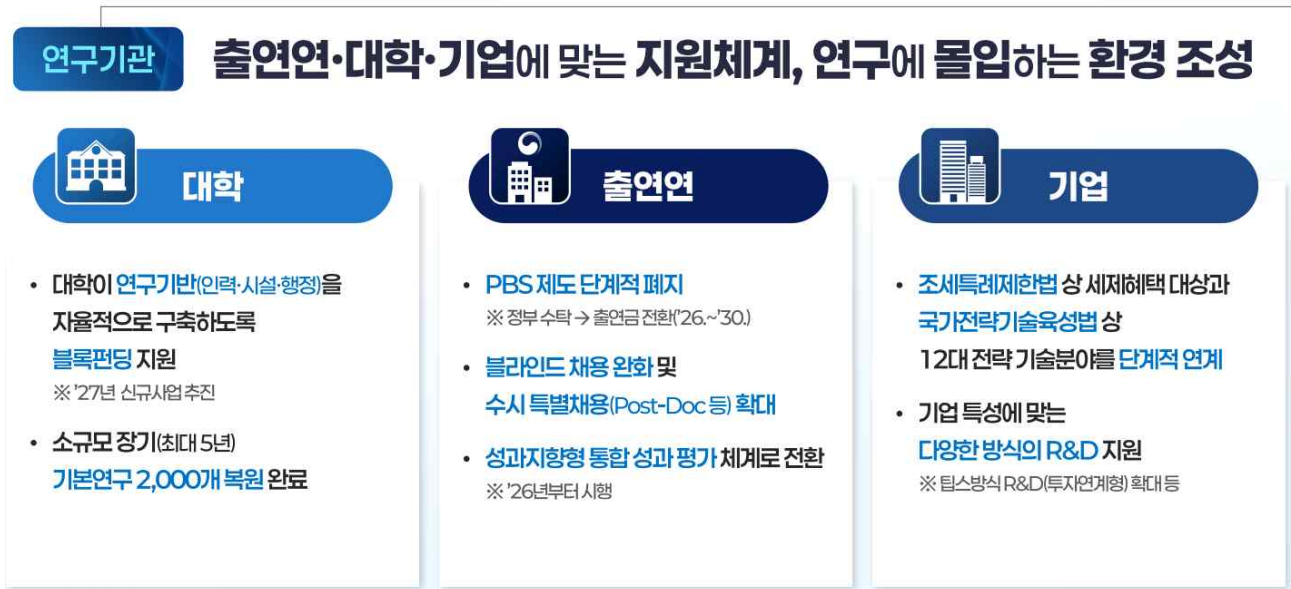 연구기관
출연연·대학·기업에 맞는 지원체계, 연구에 몰입하는 환경 조성
대학
• 대학이 연구기반(인력·시설·행정)을
자율적으로 구축하도록
블록펀딩 지원
※ '27년 신규사업 추진
• 소규모 장기(최대 5년)
기본연구 2,000개 복원 완료
출연연
• PBS 제도 단계적 폐지
※ 정부 수탁 → 출연금 전환('26.~'30.)
• 블라인드 채용 완화 및
수시 특별채용(Post-Doc 등) 확대
• 성과지향형 통합 성과 평가 체계로 전환
※ '26년부터 시행
기업
• 조세특례제한법 상 세제혜택 대상과
국가전략기술육성법 상
12대 전략 기술분야를 단계적 연계
• 기업 특성에 맞는
다양한 방식의 R&D 지원
※ 팁스방식 R&D(투자연계형) 확대 등